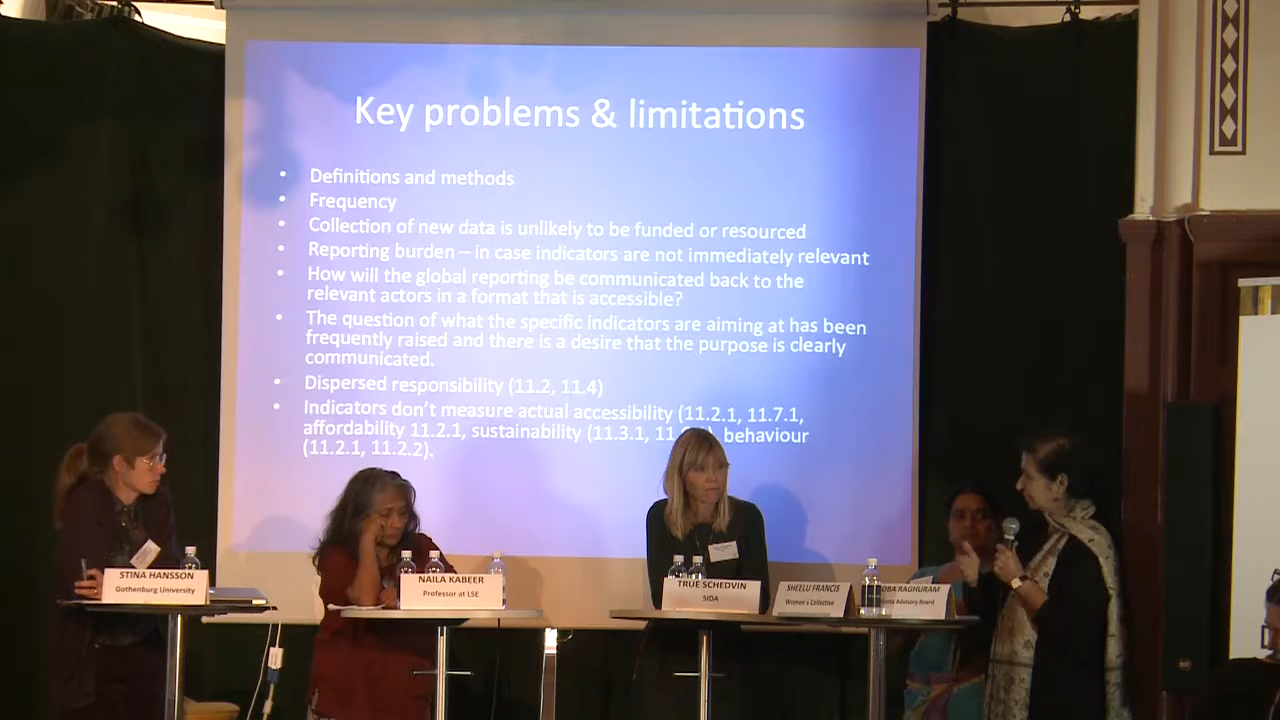 Key problems & limitations
• Definitions and methods
• Frequency
• Collection of new data is unlikely to be funded or resourced
• Reporting burden – in case indicators are not immediately relevant
• How will the global reporting be communicated back to the
relevant actors in a format that is accessible?
• The question of what the specific indicators are aiming at has been
frequently raised and there is a desire that the purpose is clearly
communicated.
• Dispersed responsibility (11.2, 11.4)
• Indicators don't measure actual accessibility (11.2.1, 11.7.1,
affordability 11.2.1, sustainability (11.3.1, behaviour
(11.2.1, 11.2.2).
STINA HANSSON
Gothenburg University
NAILA KABEER
Professor at LSE
TRUE SCHEDVIN
SIDA
SHEELU FRANCIS
Women's Collective
RAGHURAM
Advisory Board